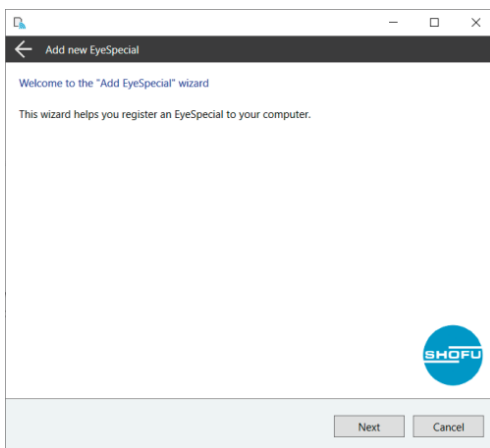 Add new EyeSpecial
Welcome to the "Add EyeSpecial" wizard
This wizard helps you register an EyeSpecial to your computer.
SHOFU
Next
Cancel